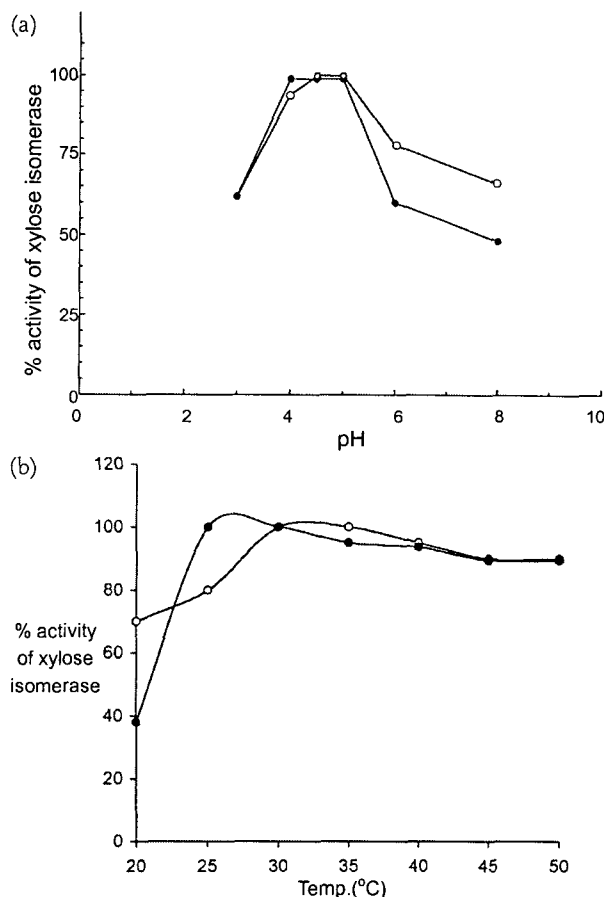 (a)
% activity of xylose isomerase
100
75
50
25
0
0 2 4 6 8 10
pH
(b)
120
100
80
60
40
20
0
% activity
of xylose
isomerase
20 25 30 35 40 45 50
Temp.(°C)